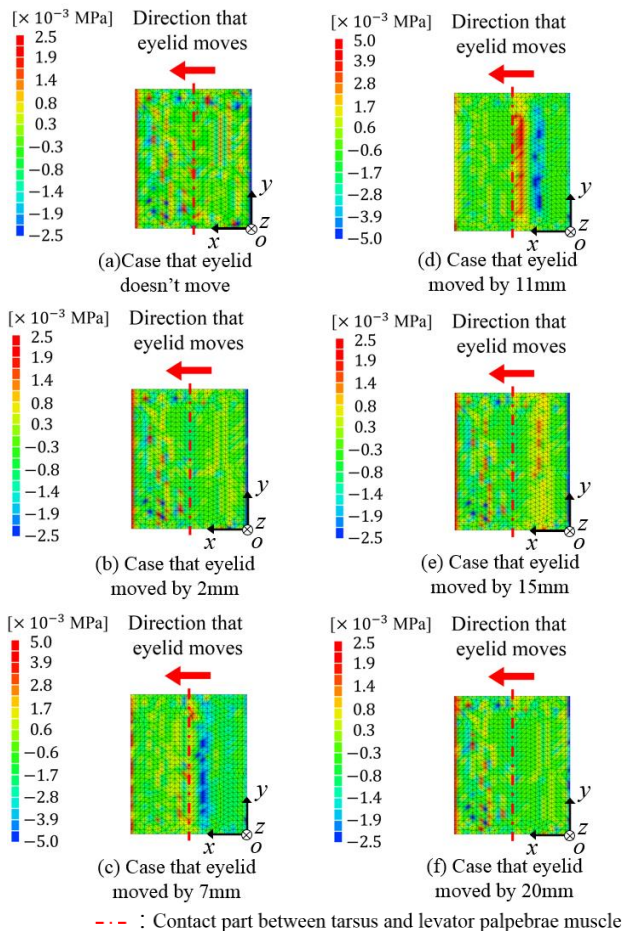 [× 10⁻³ MPa]
2.5
1.9
1.4
0.8
0.3
−0.3
−0.8
−1.4
−1.9
−2.5
Direction that
eyelid moves
y
z
x
o
(a)Case that eyelid
doesn't move
[× 10⁻³ MPa]
2.5
1.9
1.4
0.8
0.3
−0.3
−0.8
−1.4
−1.9
−2.5
Direction that
eyelid moves
y
z
x
o
(b) Case that eyelid
moved by 2mm
[× 10⁻³ MPa]
5.0
3.9
2.8
1.7
0.6
−0.6
−1.7
−2.8
−3.9
−5.0
Direction that
eyelid moves
y
z
x
o
(c) Case that eyelid
moved by 7mm
[× 10⁻³ MPa]
5.0
3.9
2.8
1.7
0.6
−0.6
−1.7
−2.8
−3.9
−5.0
Direction that
eyelid moves
y
z
x
o
(d) Case that eyelid
moved by 11mm
[× 10⁻³ MPa]
2.5
1.9
1.4
0.8
0.3
−0.3
−0.8
−1.4
−1.9
−2.5
Direction that
eyelid moves
y
z
x
o
(e) Case that eyelid
moved by 15mm
[× 10⁻³ MPa]
2.5
1.9
1.4
0.8
0.3
−0.3
−0.8
−1.4
−1.9
−2.5
Direction that
eyelid moves
y
z
x
o
(f) Case that eyelid
moved by 20mm
: Contact part between tarsus and levator palpebrae muscle